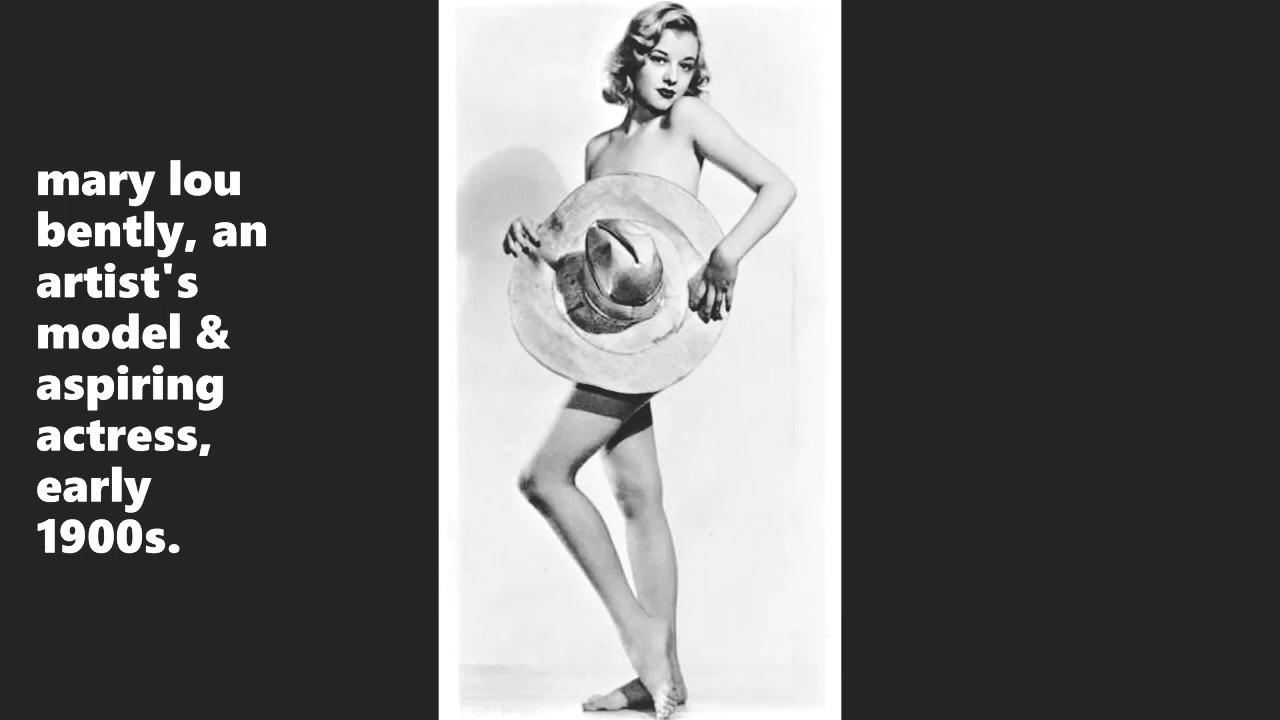 mary lou
bently, an
artist's
model &
aspiring
actress,
early
1900s.